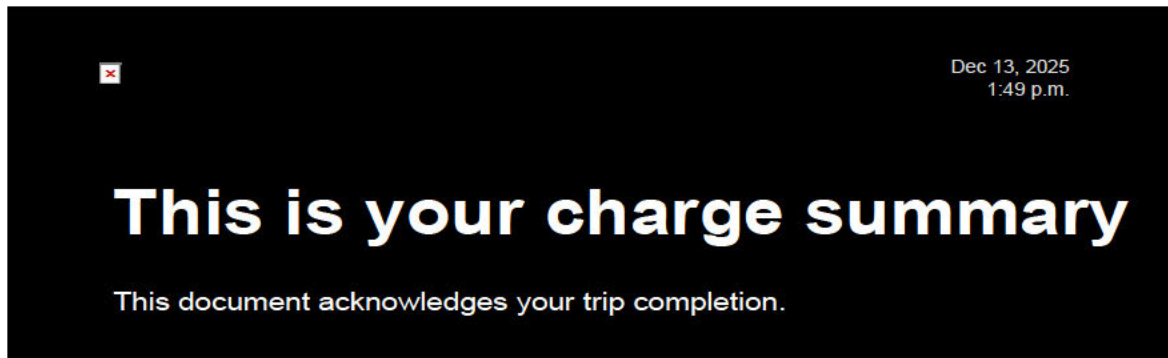 Dec 13, 2025
1:49 p.m.
This is your charge summary
This document acknowledges your trip completion.